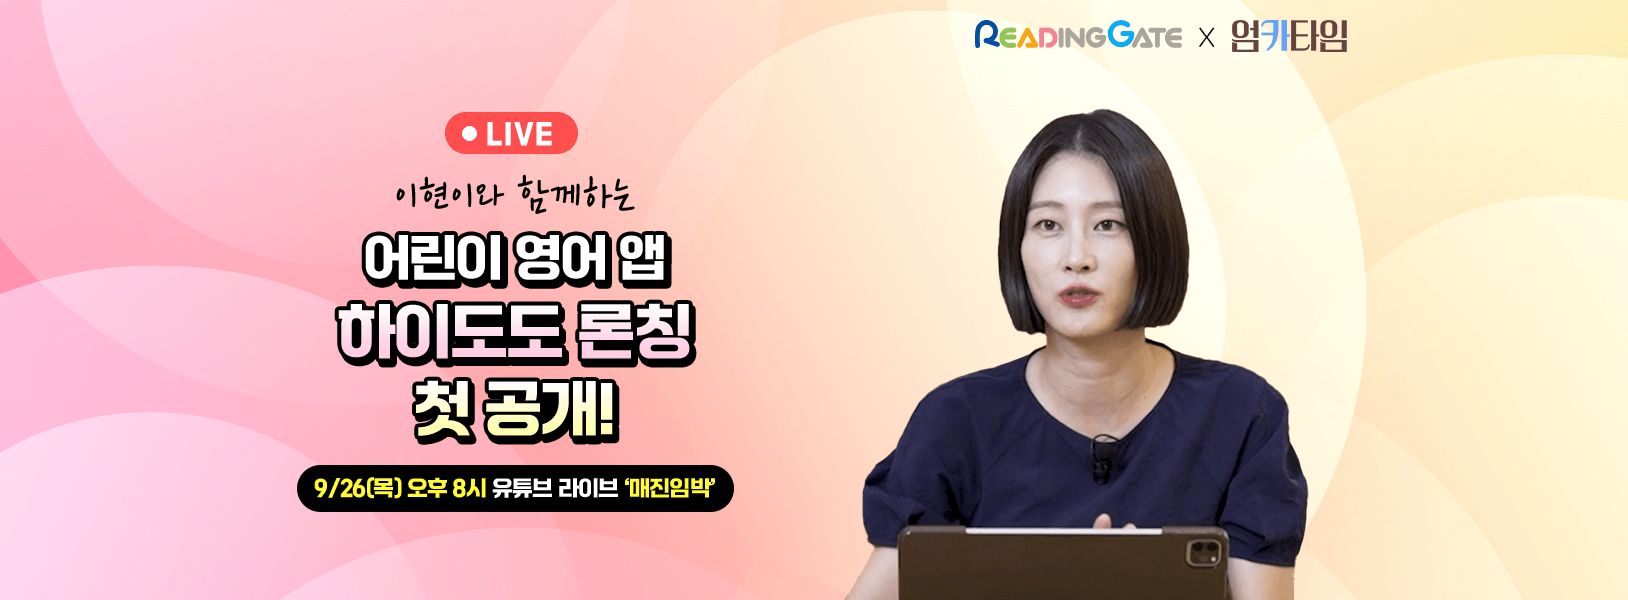 READINGGATE X 엄카타임
LIVE
이현이와 함께하는
어린이 영어 앱
하이도도 론칭
첫 공개!
9/26(목) 오후 8시 유튜브 라이브 ‘매진임박’